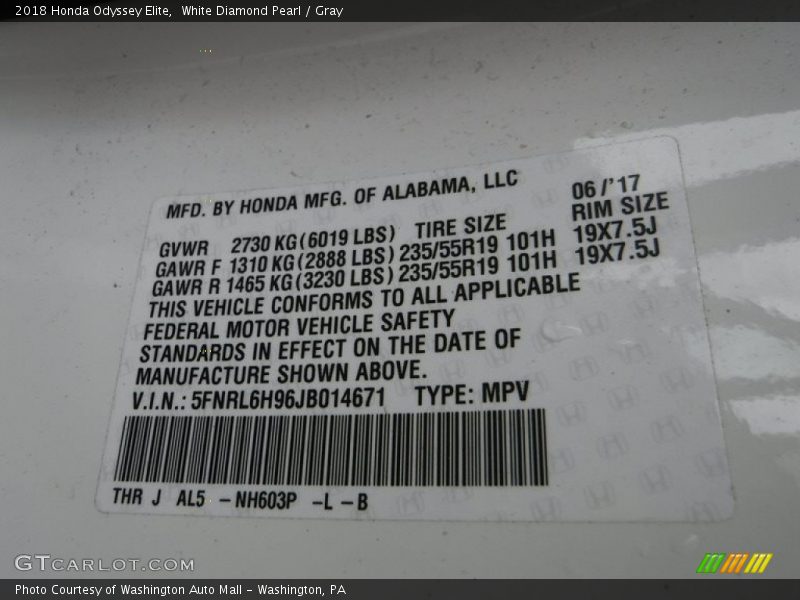 2018 Honda Odyssey Elite,  White Diamond Pearl / Gray
MFD. BY HONDA MFG. OF ALABAMA, LLC 06/'17
GVWR 2730 KG(6019 LBS) TIRE SIZE RIM SIZE
GAWR F 1310 KG(2888 LBS) 235/55R19 101H 19X7.5J
GAWR R 1465 KG(3230 LBS) 235/55R19 101H 19X7.5J
THIS VEHICLE CONFORMS TO ALL APPLICABLE
FEDERAL MOTOR VEHICLE SAFETY
STANDARDS IN EFFECT ON THE DATE OF
MANUFACTURE SHOWN ABOVE.
V.I.N.: 5FNRL6H96JB014671 TYPE: MPV
THR J AL5 -NH603P -L -B
GTCARLOT.COM
Photo Courtesy of Washington Auto Mall - Washington, PA